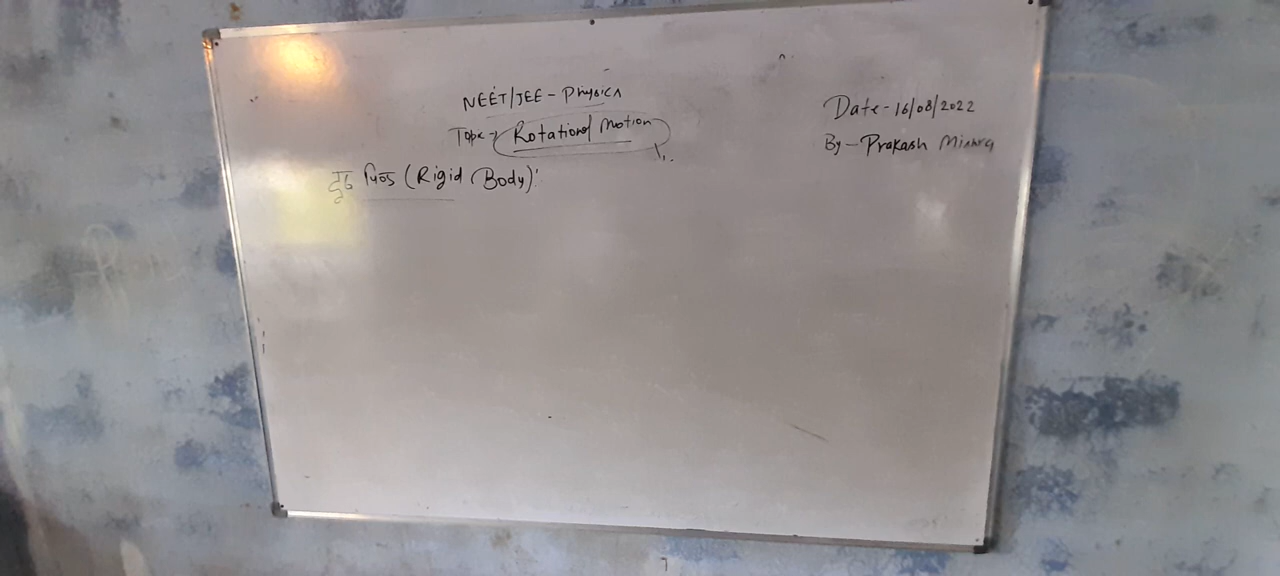 NEET/JEE - Physics
Date - 16/08/2022
Topic → Rotational Motion
By - Prakash Mishra
दृढ़ पिण्ड (Rigid Body):